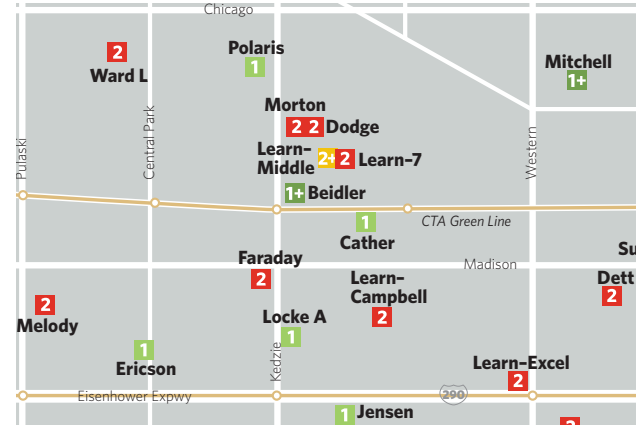 Chicago
Polaris
1
2
Ward L
Mitchell
1+
Morton
2 2 Dodge
Learn-
Middle
2+ 2 Learn-7
Pulaski
Central Park
Western
1+ Beidler
1
CTA Green Line
Cather
Su
Faraday
2
Madison
Learn-
Campbell
2
Dett
2
2
Melody
Locke A
1
1
Ericson
Kedzie
Learn-Excel
2
Eisenhower Expwy
290
1 Jensen
2